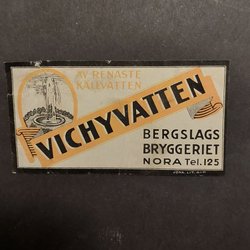 AV RENASTE
KÄLLVATTEN
VICHYVATTEN
BERGSLAGS
BRYGGERIET
NORA Tel. 125